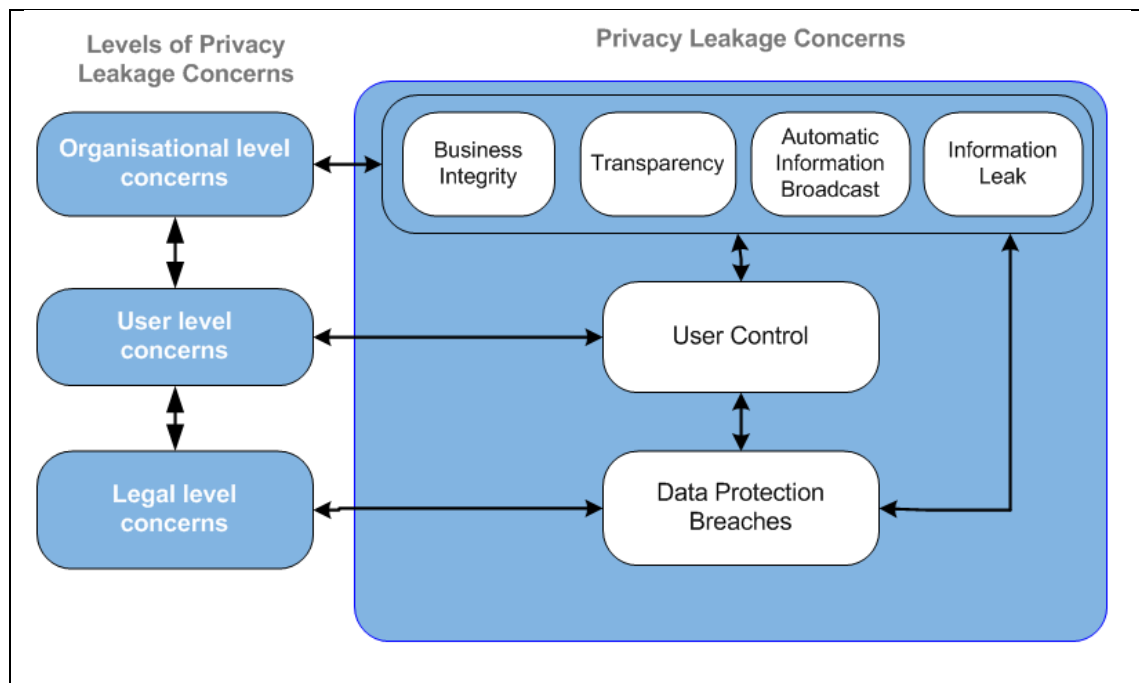 Levels of Privacy
Leakage Concerns
Privacy Leakage Concerns
Organisational level
concerns
Business
Integrity
Transparency
Automatic
Information
Broadcast
Information
Leak
User level
concerns
User Control
Legal level
concerns
Data Protection
Breaches